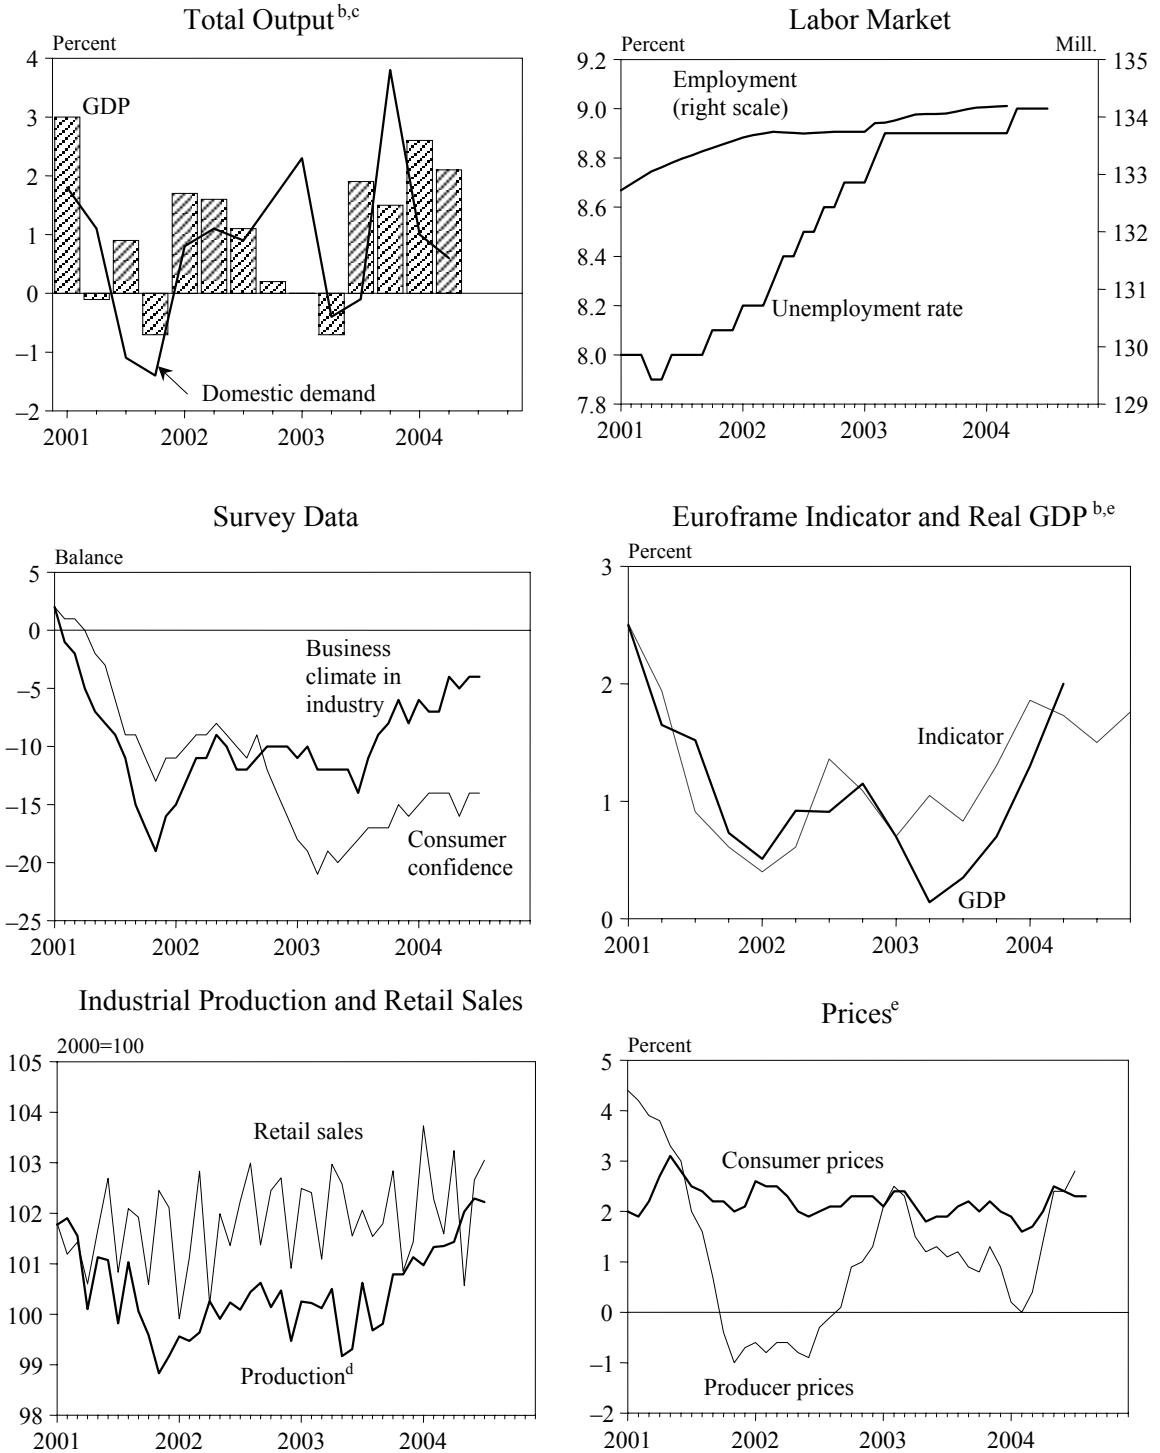 Total Output b,c
Percent
4
3
2
1
0
–1
–2
GDP
Domestic demand
2001 2002 2003 2004
Labor Market
Percent Mill.
9.2 135
9.0 134
8.8 133
8.6
8.4 132
8.2 131
8.0 130
7.8 129
Employment
(right scale)
Unemployment rate
2001 2002 2003 2004
Survey Data
Balance
5
0
–5
–10
–15
–20
–25
Business
climate in
industry
Consumer
confidence
2001 2002 2003 2004
Euroframe Indicator and Real GDP b,e
Percent
3
2
1
0
Indicator
GDP
2001 2002 2003 2004
Industrial Production and Retail Sales
2000=100
105
104
103
102
101
100
99
98
Retail sales
Production d
2001 2002 2003 2004
Prices e
Percent
5
4
3
2
1
0
–1
–2
Consumer prices
Producer prices
2001 2002 2003 2004